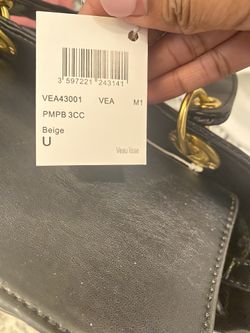 3 597221 243141
VEA43001 VEA M1
PMPB 3CC
Beige
U
Veau lisse